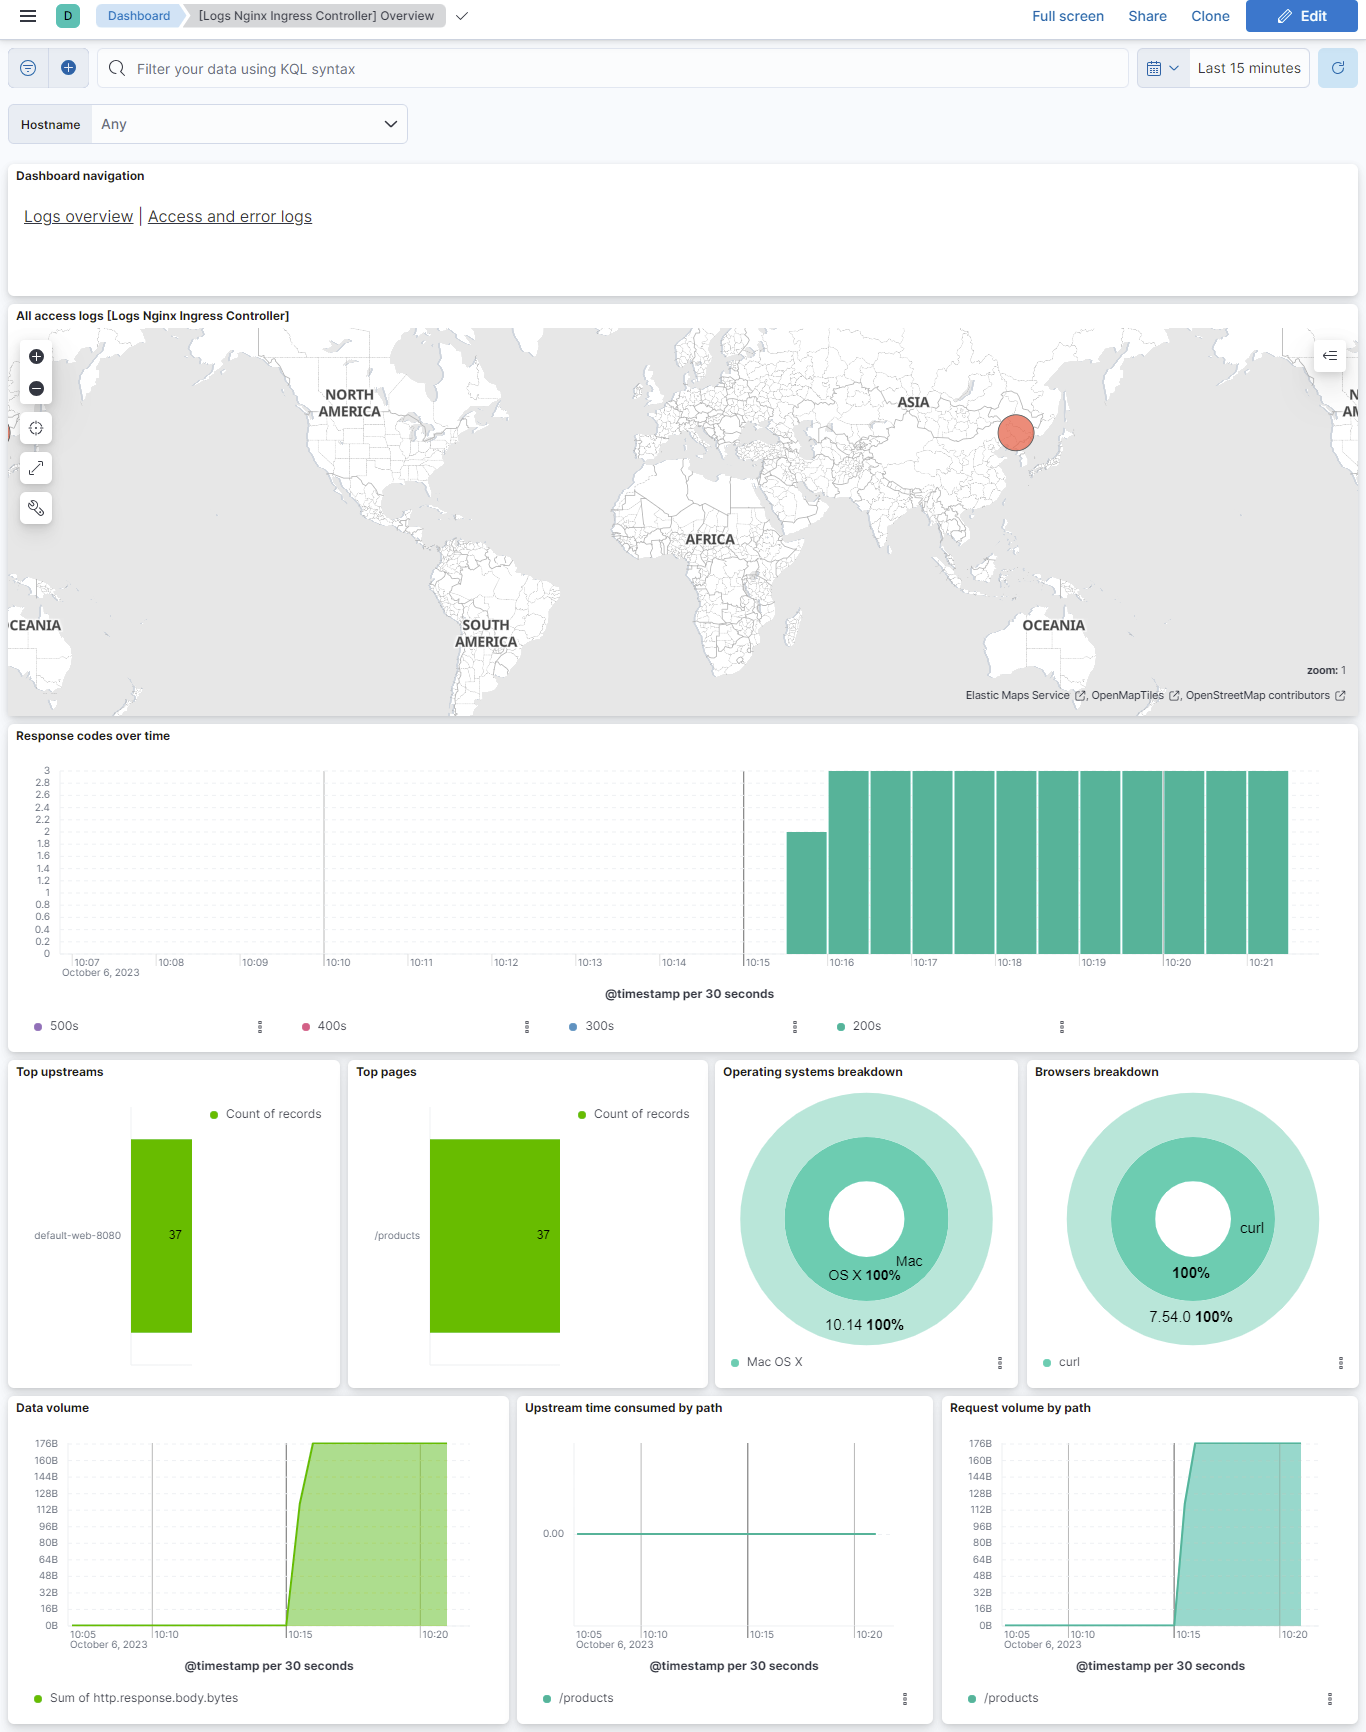 D Dashboard [Logs Nginx Ingress Controller] Overview Full screen Share Clone Edit
Filter your data using KQL syntax Last 15 minutes
Hostname Any
Dashboard navigation
Logs overview | Access and error logs
All access logs [Logs Nginx Ingress Controller]
NORTH
AMERICA
ASIA
N
AM
AFRICA
CEANIA
SOUTH
AMERICA
OCEANIA
zoom: 1
Elastic Maps Service , OpenMapTiles , OpenStreetMap contributors
Response codes over time
3
2.8
2.6
2.4
2.2
2
1.8
1.6
1.4
1.2
1
0.8
0.6
0.4
0.2
0
10:07 10:08 10:09 10:10 10:11 10:12 10:13 10:14 10:15 10:16 10:17 10:18 10:19 10:20 10:21
October 6, 2023
@timestamp per 30 seconds
500s 400s 300s 200s
Top upstreams
Count of records
default-web-8080 37
Top pages
Count of records
/products 37
Operating systems breakdown
Mac
OS X 100%
10.14 100%
Mac OS X
Browsers breakdown
curl
100%
7.54.0 100%
curl
Data volume
176B
160B
144B
128B
112B
96B
80B
64B
48B
32B
16B
0B
10:05 10:10 10:15 10:20
October 6, 2023
@timestamp per 30 seconds
Sum of http.response.body.bytes
Upstream time consumed by path
0.00
10:05 10:10 10:15 10:20
October 6, 2023
@timestamp per 30 seconds
/products
Request volume by path
176B
160B
144B
128B
112B
96B
80B
64B
48B
32B
16B
0B
10:05 10:10 10:15 10:20
October 6, 2023
@timestamp per 30 seconds
/products